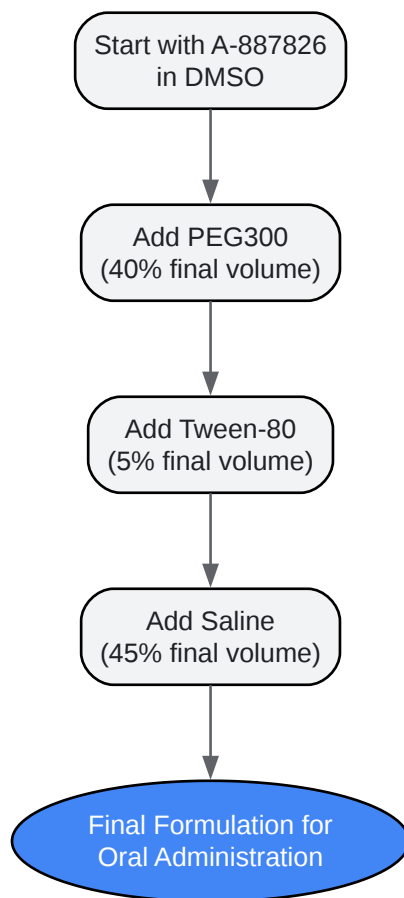 Start with A-887826
in DMSO
Add PEG300
(40% final volume)
Add Tween-80
(5% final volume)
Add Saline
(45% final volume)
Final Formulation for
Oral Administration